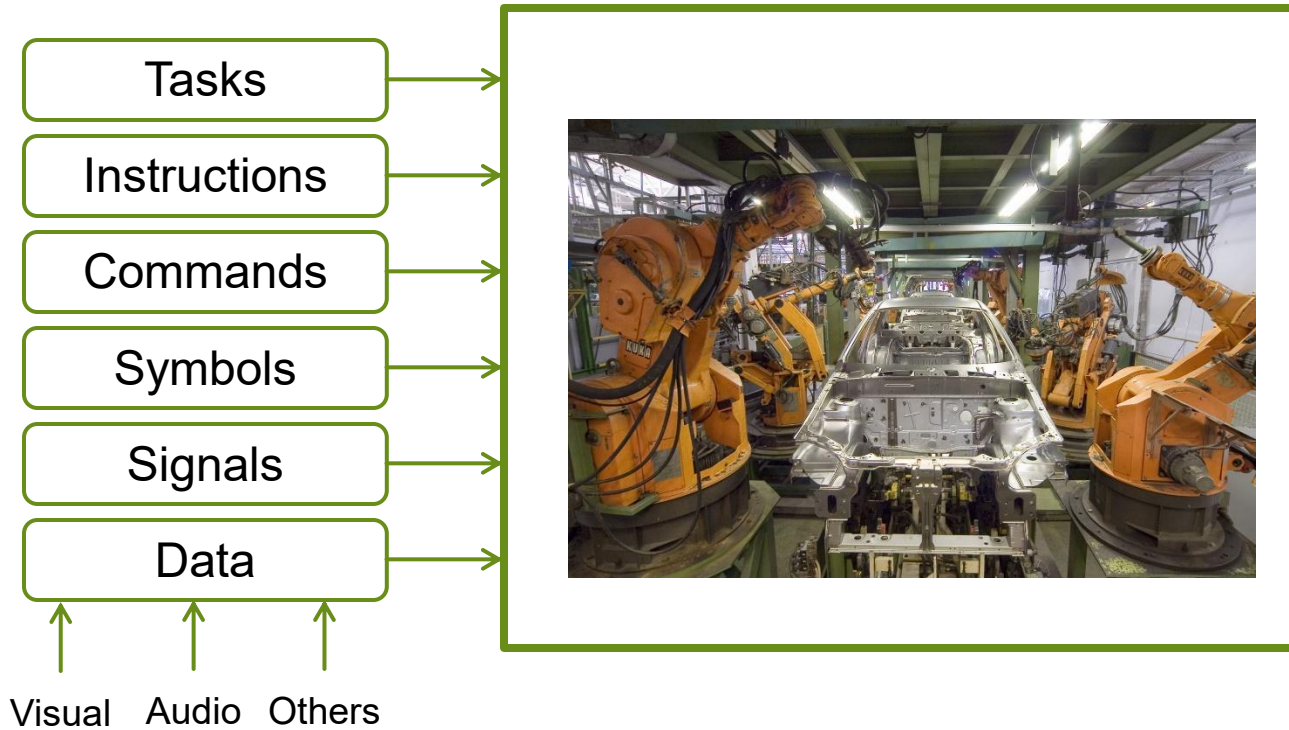 Tasks
Instructions
Commands
Symbols
Signals
Data
Visual Audio Others
KUKA